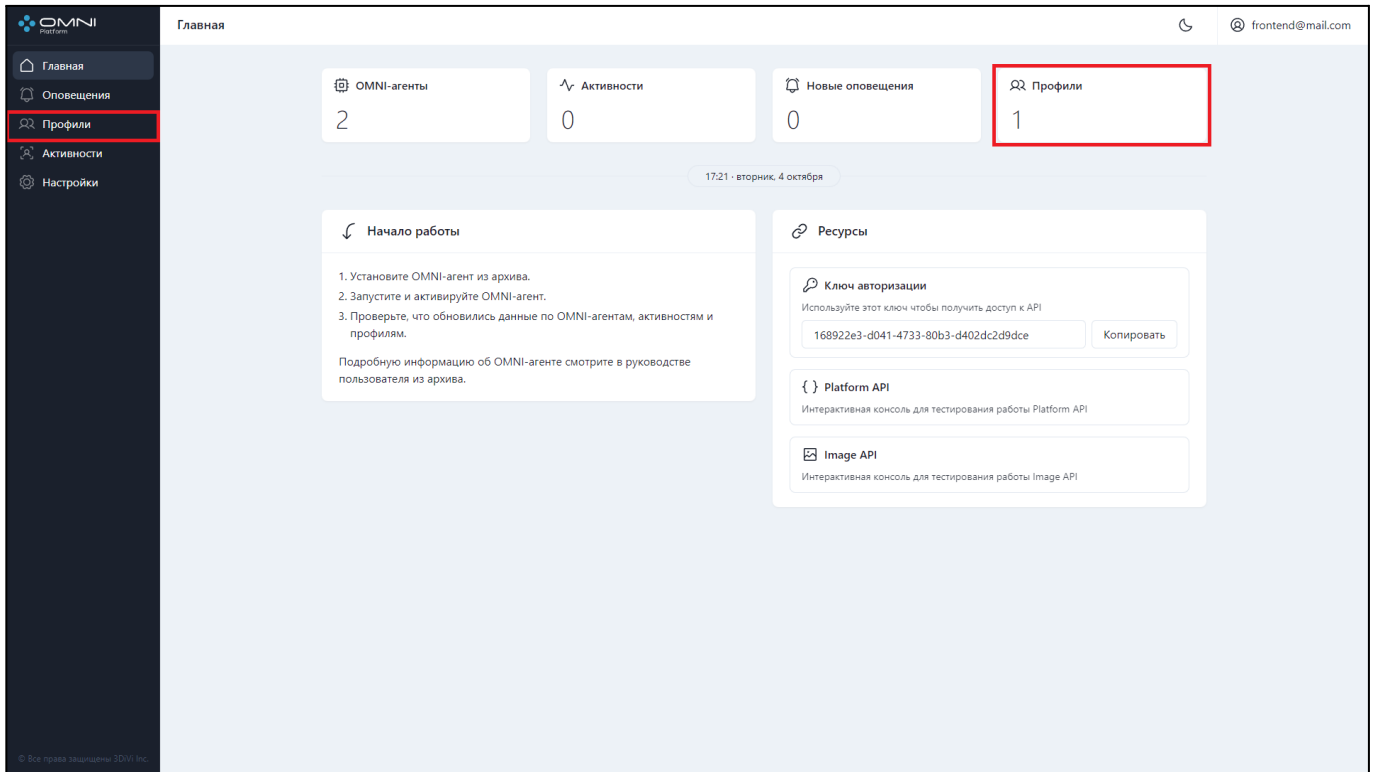 OMNI
Platform
Главная
frontend@mail.com
Главная
Оповещения
Профили
Активности
Настройки
OMNI-агенты
2
Активности
0
Новые оповещения
0
Профили
1
17:21 · вторник, 4 октября
Начало работы
1. Установите OMNI-агент из архива.
2. Запустите и активируйте OMNI-агент.
3. Проверьте, что обновились данные по OMNI-агентам, активностям и
профилям.
Подробную информацию об OMNI-агенте смотрите в руководстве
пользователя из архива.
Ресурсы
Ключ авторизации
Используйте этот ключ чтобы получить доступ к API
168922e3-d041-4733-80b3-d402dc2d9dce
Копировать
{ } Platform API
Интерактивная консоль для тестирования работы Platform API
Image API
Интерактивная консоль для тестирования работы Image API
© Все права защищены 3DiVi Inc.